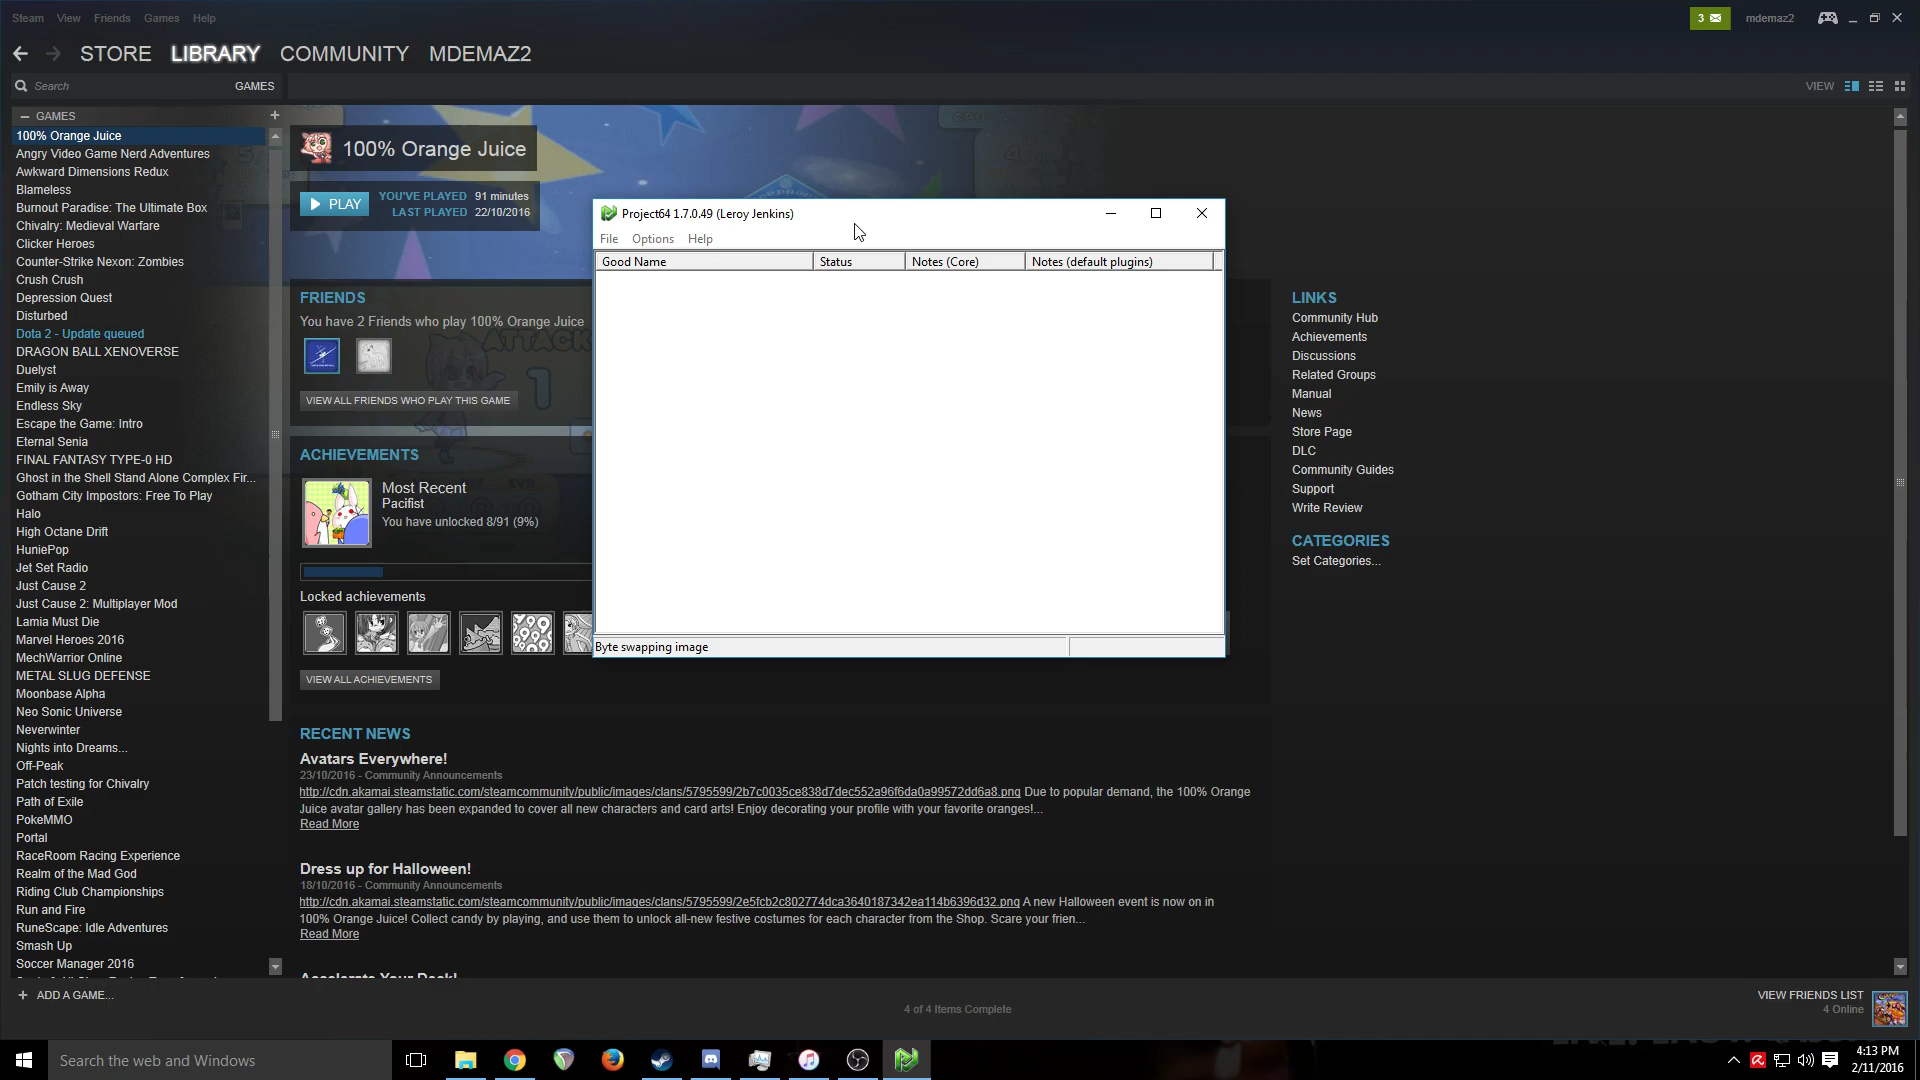 Steam View Friends Games Help
3 mdemaz2
STORE LIBRARY COMMUNITY MDEMAZ2
Search GAMES VIEW
GAMES
100% Orange Juice
Angry Video Game Nerd Adventures
Awkward Dimensions Redux
Blameless
Burnout Paradise: The Ultimate Box
Chivalry: Medieval Warfare
Clicker Heroes
Counter-Strike Nexon: Zombies
Crush Crush
Depression Quest
Disturbed
Dota 2 - Update queued
DRAGON BALL XENOVERSE
Duelyst
Emily is Away
Endless Sky
Escape the Game: Intro
Eternal Senia
FINAL FANTASY TYPE-0 HD
Ghost in the Shell Stand Alone Complex Fir...
Gotham City Impostors: Free To Play
Halo
High Octane Drift
HuniePop
Jet Set Radio
Just Cause 2
Just Cause 2: Multiplayer Mod
Lamia Must Die
Marvel Heroes 2016
MechWarrior Online
METAL SLUG DEFENSE
Moonbase Alpha
Neo Sonic Universe
Neverwinter
Nights into Dreams...
Off-Peak
Patch testing for Chivalry
Path of Exile
PokeMMO
Portal
RaceRoom Racing Experience
Realm of the Mad God
Riding Club Championships
Run and Fire
RuneScape: Idle Adventures
Smash Up
Soccer Manager 2016
ADD A GAME...
100% Orange Juice
PLAY
YOU'VE PLAYED 91 minutes
LAST PLAYED 22/10/2016
FRIENDS
You have 2 Friends who play 100% Orange Juice
ATTACK
1
VIEW ALL FRIENDS WHO PLAY THIS GAME
ACHIEVEMENTS
Most Recent
Pacifist
You have unlocked 8/91 (9%)
Locked achievements
VIEW ALL ACHIEVEMENTS
RECENT NEWS
Avatars Everywhere!
23/10/2016 - Community Announcements
http://cdn.akamai.steamstatic.com/steamcommunity/public/images/clans/5795599/2b7c0035ce838d7dec552a96f6da0a99572dd6a8.png Due to popular demand, the 100% Orange
Juice avatar gallery has been expanded to cover all new characters and card arts! Enjoy decorating your profile with your favorite oranges!...
Read More
Dress up for Halloween!
18/10/2016 - Community Announcements
http://cdn.akamai.steamstatic.com/steamcommunity/public/images/clans/5795599/2e5fcb2c802774dca3640187342ea114b6396d32.png A new Halloween event is now on in
100% Orange Juice! Collect candy by playing, and use them to unlock all-new festive costumes for each character from the Shop. Scare your frien...
Read More
Accelerate Your Deck!
Project64 1.7.0.49 (Leroy Jenkins)
File Options Help
Good Name Status Notes (Core) Notes (default plugins)
Byte swapping image
LINKS
Community Hub
Achievements
Discussions
Related Groups
Manual
News
Store Page
DLC
Community Guides
Support
Write Review
CATEGORIES
Set Categories...
4 of 4 Items Complete
VIEW FRIENDS LIST
4 Online
Search the web and Windows
4:13 PM
2/11/2016